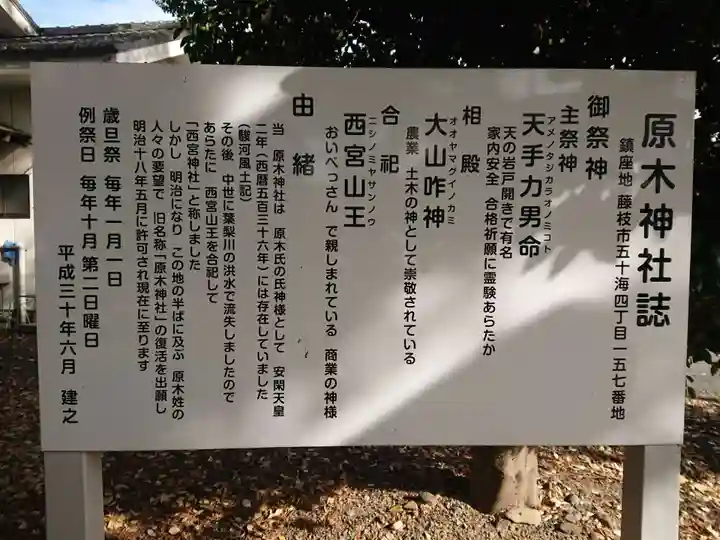 原木神社誌
鎮座地 藤枝市五十海四丁目一五七番地
御祭神
主祭神
アメノタジカラオノミコト
天手力男命
天の岩戸開きで有名
家内安全 合格祈願に霊験あらたか
相殿
オオヤマグイノカミ
大山咋神
農業 土木の神として崇敬されている
合祀
ニシノミヤサンノウ
西宮山王
おいべっさん で親しまれている 商業の神様
由緒
当 原木神社は 原木氏の氏神様として 安閑天皇
二年(西暦五百三十六年)には存在していました
(駿河風土記)
その後 中世に葉梨川の洪水で流失しましたので
あらたに 西宮山王を合祀して
「西宮神社」と称しました
しかし 明治になり この地の半ばに及ぶ 原木姓の
人々の要望で 旧名称「原木神社」の復活を出願し
明治十八年五月に許可され現在に至ります
歳旦祭 毎年一月一日
例祭日 毎年十月 第二日曜日
平成三十年六月 建之